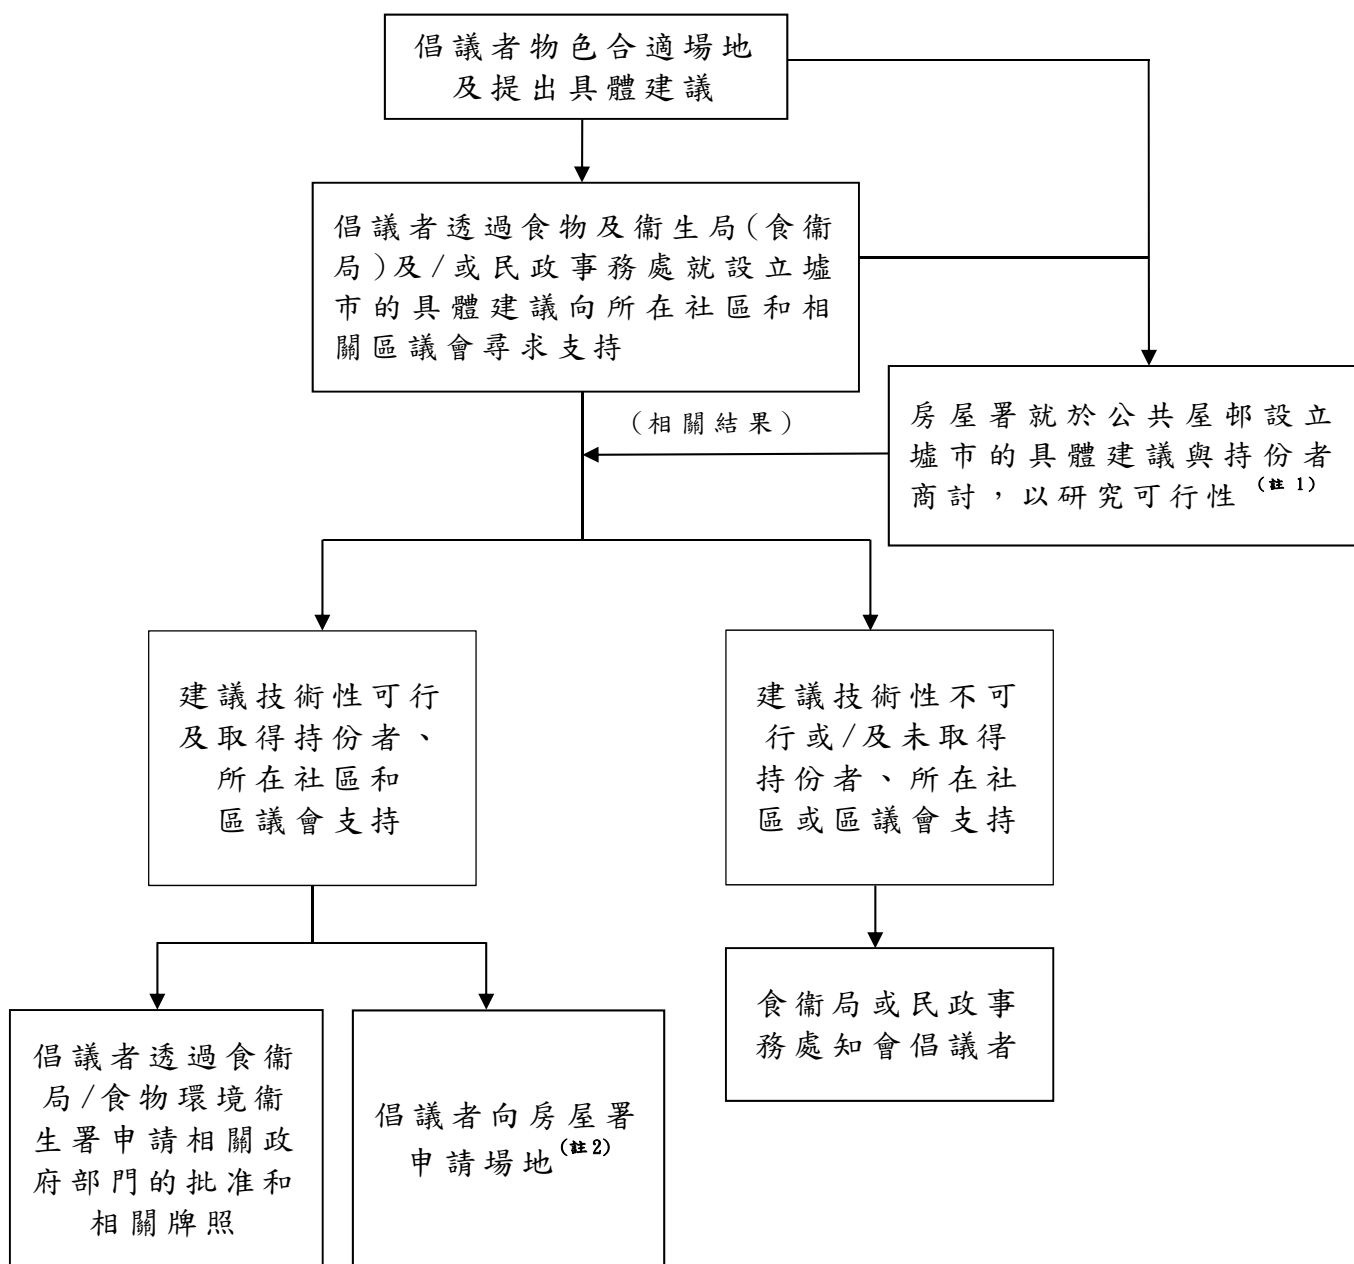 倡議者物色合適場地
及提出具體建議
倡議者透過食物及衞生局(食衞
局)及/或民政事務處就設立墟
市的具體建議向所在社區和相
關區議會尋求支持
(相關結果)
房屋署就於公共屋邨設立
墟市的具體建議與持份者
商討，以研究可行性(註 1)
建議技術性可行
及取得持份者、
所在社區和
區議會支持
建議技術性不可
行或/及未取得
持份者、所在社
區或區議會支持
倡議者透過食衞
局/食物環境衞
生署申請相關政
府部門的批准和
相關牌照
倡議者向房屋署
申請場地(註 2)
食衞局或民政事
務處知會倡議者